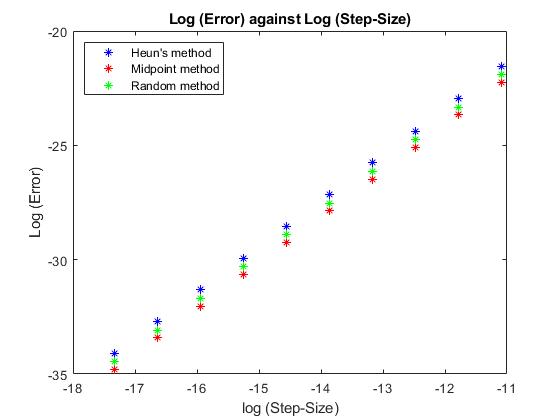 Log (Error) against Log (Step-Size)
Heun's method
Midpoint method
Random method
Log (Error)
-20
-25
-30
-35
-18
-17
-16
-15
-14
-13
-12
-11
log (Step-Size)